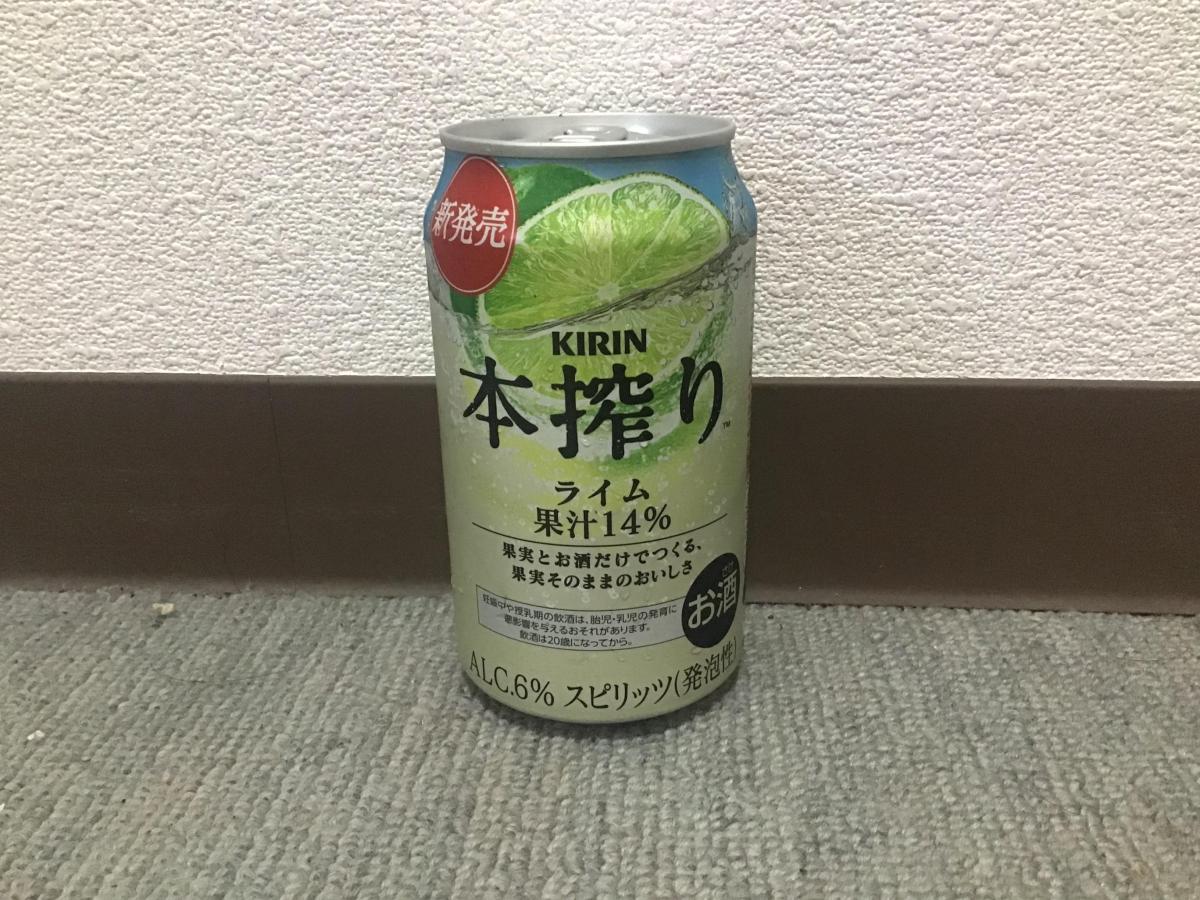 新発売
KIRIN
本搾り™
ライム
果汁14%
果実とお酒だけでつくる、
果実そのままのおいしさ
妊娠中や授乳期の飲酒は、胎児・乳児の発育に
悪影響を与えるおそれがあります。
飲酒は20歳になってから。
お酒
ALC.6% スピリッツ(発泡性)